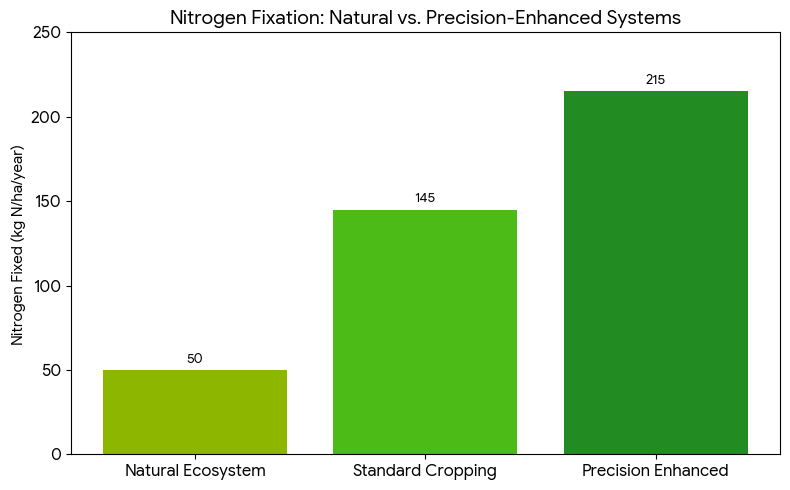 Nitrogen Fixation: Natural vs. Precision-Enhanced Systems
Nitrogen Fixed (kg N/ha/year)
250
200
150
100
50
0
50
145
215
Natural Ecosystem
Standard Cropping
Precision Enhanced